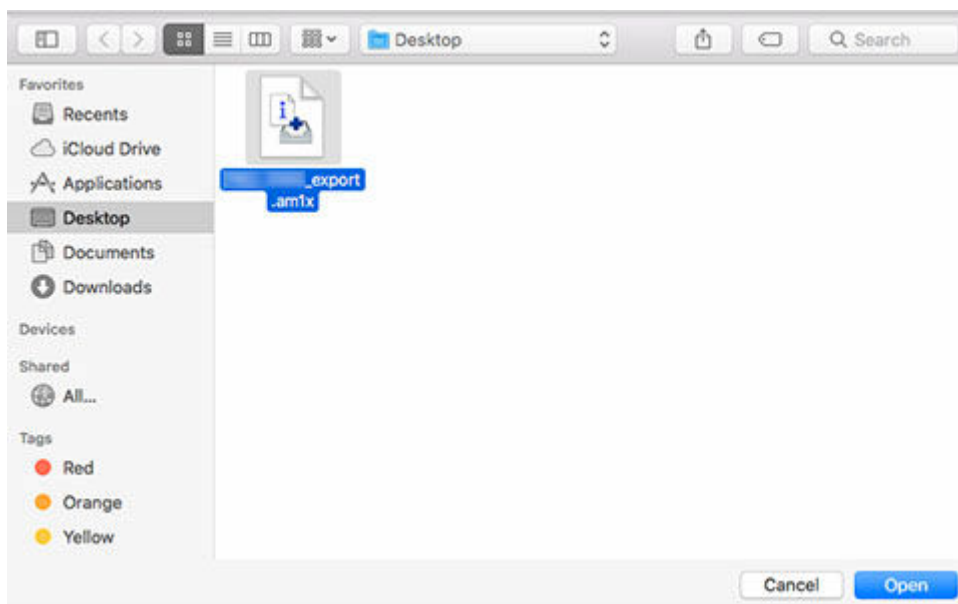 Desktop
Search
Favorites
Recents
iCloud Drive
Applications
Desktop
Documents
Downloads
Devices
Shared
All...
Tags
Red
Orange
Yellow
_export
.am1x
Cancel
Open